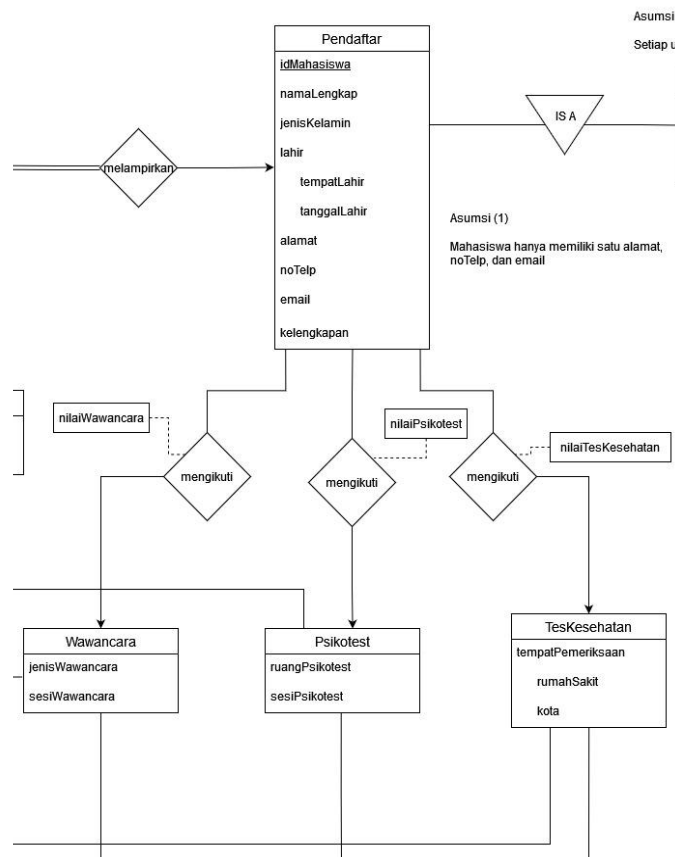 Asumsi
Setiap u
Pendaftar
idMahasiswa
namaLengkap
jenisKelamin
lahir
tempatLahir
tanggalLahir
alamat
noTelp
email
kelengkapan
IS A
melampirkan
Asumsi (1)
Mahasiswa hanya memiliki satu alamat,
noTelp, dan email
nilaiWawancara
nilaiPsikotest
nilaiTesKesehatan
mengikuti
mengikuti
mengikuti
Wawancara
jenisWawancara
sesiWawancara
Psikotest
ruangPsikotest
sesiPsikotest
TesKesehatan
tempatPemeriksaan
rumahSakit
kota